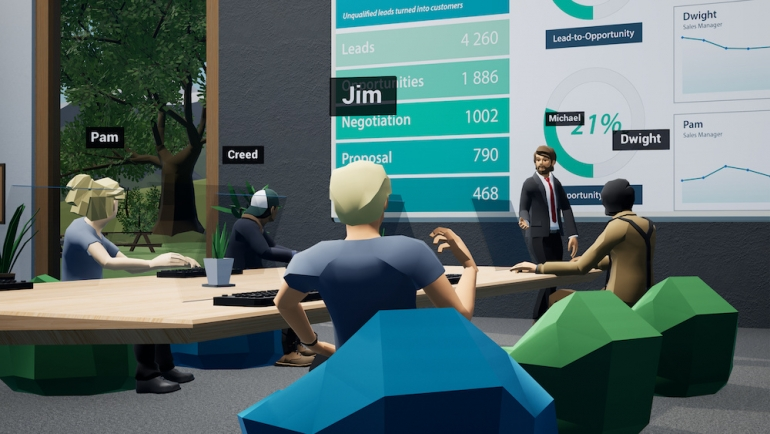 Unqualified leads turned into customers
Leads 4 260
Opportunities 1 886
Negotiation 1002
Proposal 790
468
Lead-to-Opportunity
21%
Opportunity
Dwight
Sales Manager
Pam
Sales Manager
Pam
Creed
Jim
Michael
Dwight